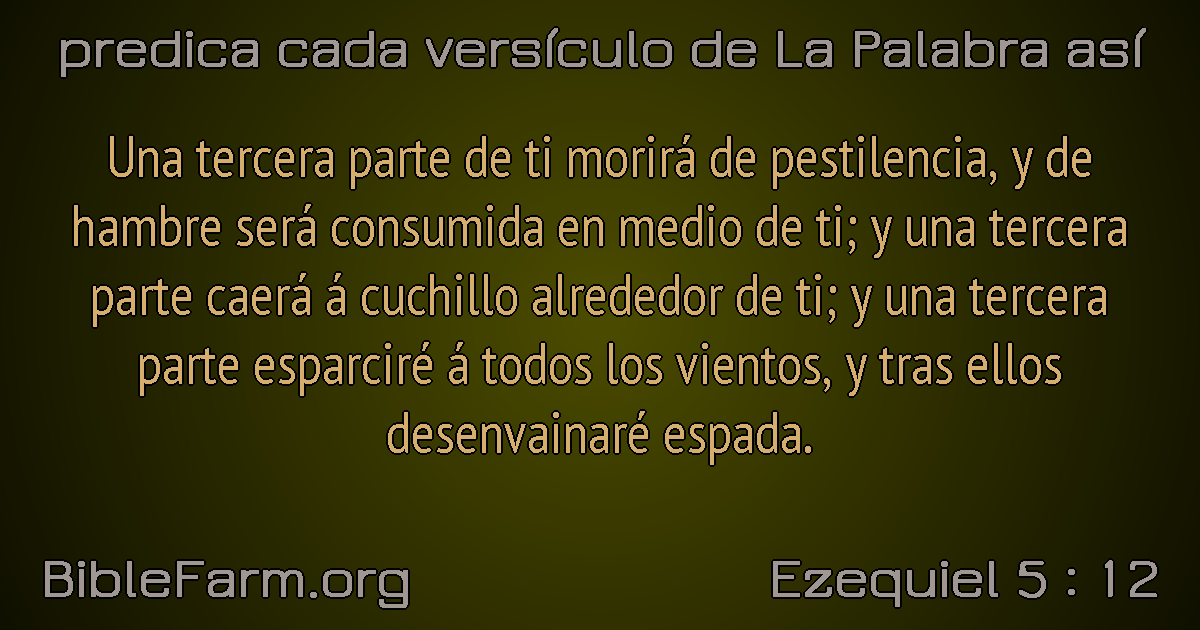 predica cada versículo de La Palabra así
Una tercera parte de ti morirá de pestilencia, y de
hambre será consumida en medio de ti; y una tercera
parte caerá á cuchillo alrededor de ti; y una tercera
parte esparciré á todos los vientos, y tras ellos
desenvainaré espada.
BibleFarm.org
Ezequiel 5 : 12